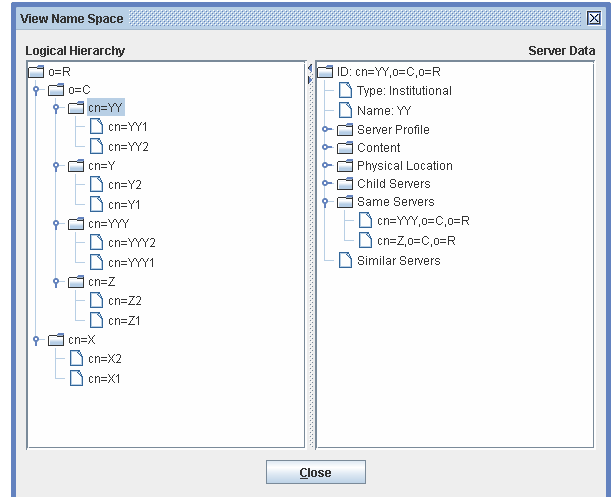 View Name Space
Logical Hierarchy
Server Data
o=R
o=C
cn=YY
cn=YY1
cn=YY2
cn=Y
cn=Y2
cn=Y1
cn=YYY
cn=YYY2
cn=YYY1
cn=Z
cn=Z2
cn=Z1
cn=X
cn=X2
cn=X1
ID: cn=YY,o=C,o=R
Type: Institutional
Name: YY
Server Profile
Content
Physical Location
Child Servers
Same Servers
cn=YYY,o=C,o=R
cn=Z,o=C,o=R
Similar Servers
Close